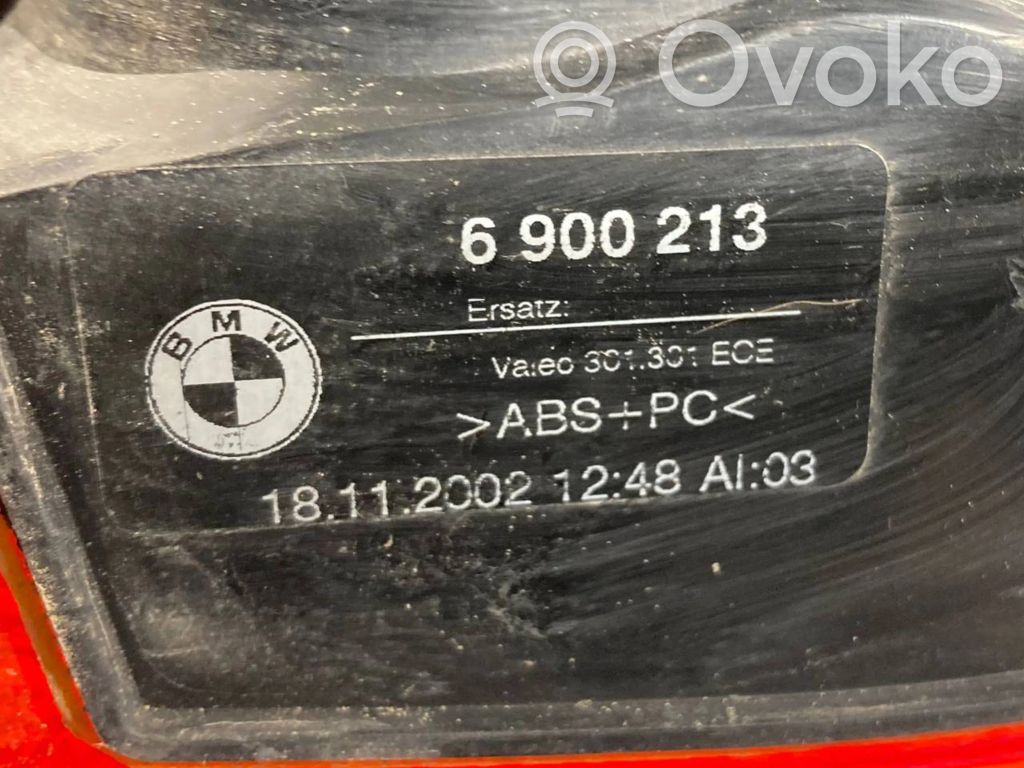 Ovoko
6 900 213
Ersatz:
BMW
Valeo 301.301 ECE
>ABS+PC<
18.11.2002 12:48 AI:03